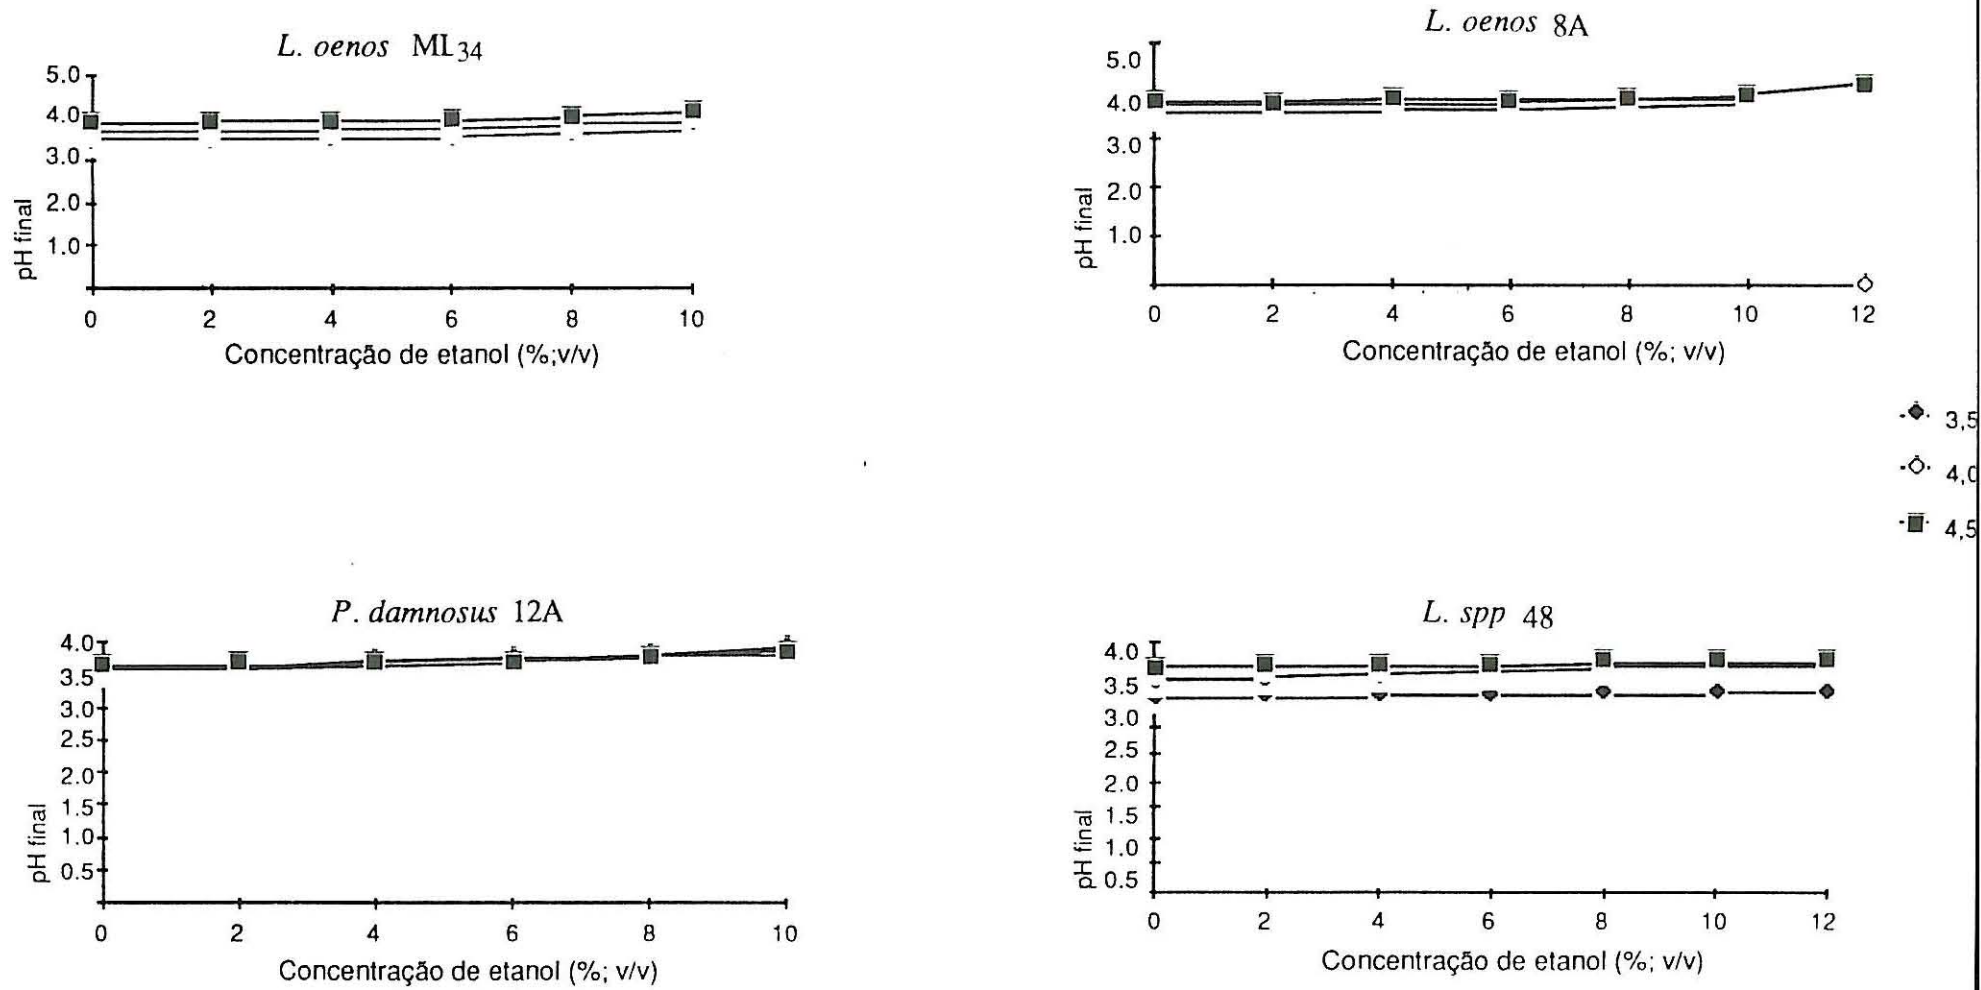 L. oenos ML34
5.0
4.0
3.0
2.0
1.0
pH final
0 2 4 6 8 10
Concentração de etanol (%;v/v)
L. oenos 8A
5.0
4.0
3.0
2.0
1.0
pH final
0 2 4 6 8 10 12
Concentração de etanol (%; v/v)
3,5
4,0
4,5
P. damnosus 12A
4.0
3.5
3.0
2.5
2.0
1.5
1.0
0.5
pH final
0 2 4 6 8 10
Concentração de etanol (%; v/v)
L. spp 48
4.0
3.5
3.0
2.5
2.0
1.5
1.0
0.5
pH final
0 2 4 6 8 10 12
Concentração de etanol (%; v/v)